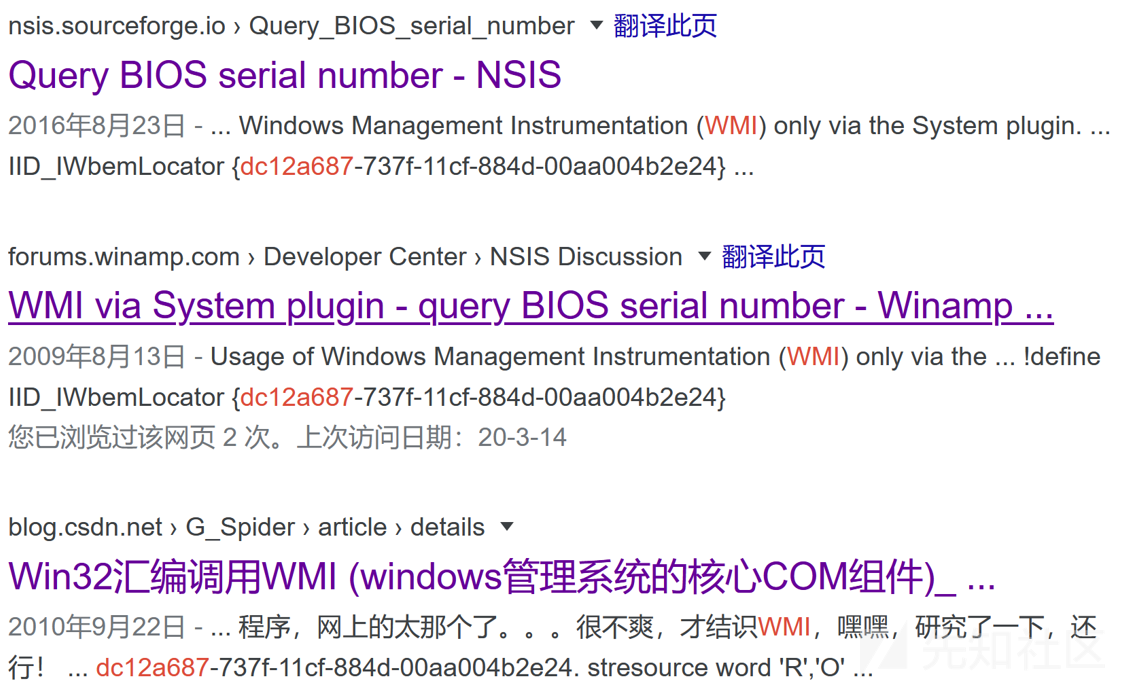 nsis.sourceforge.io › Query_BIOS_serial_number ▼ 翻译此页
Query BIOS serial number - NSIS
2016年8月23日 - ... Windows Management Instrumentation (WMI) only via the System plugin. ...
IID_IWbemLocator {dc12a687-737f-11cf-884d-00aa004b2e24} ...
forums.winamp.com › Developer Center › NSIS Discussion ▼ 翻译此页
WMI via System plugin - query BIOS serial number - Winamp ...
2009年8月13日 - Usage of Windows Management Instrumentation (WMI) only via the ... !define
IID_IWbemLocator {dc12a687-737f-11cf-884d-00aa004b2e24}
您已浏览过该网页 2 次。上次访问日期：20-3-14
blog.csdn.net › G_Spider › article › details ▼
Win32汇编调用WMI (windows管理系统的核心COM组件)_ ...
2010年9月22日 - ... 程序，网上的太那个了。。。很不爽，才结识WMI，嘿嘿，研究了一下，还
行！ ... dc12a687-737f-11cf-884d-00aa004b2e24. stresource word 'R','O' ...
先知社区